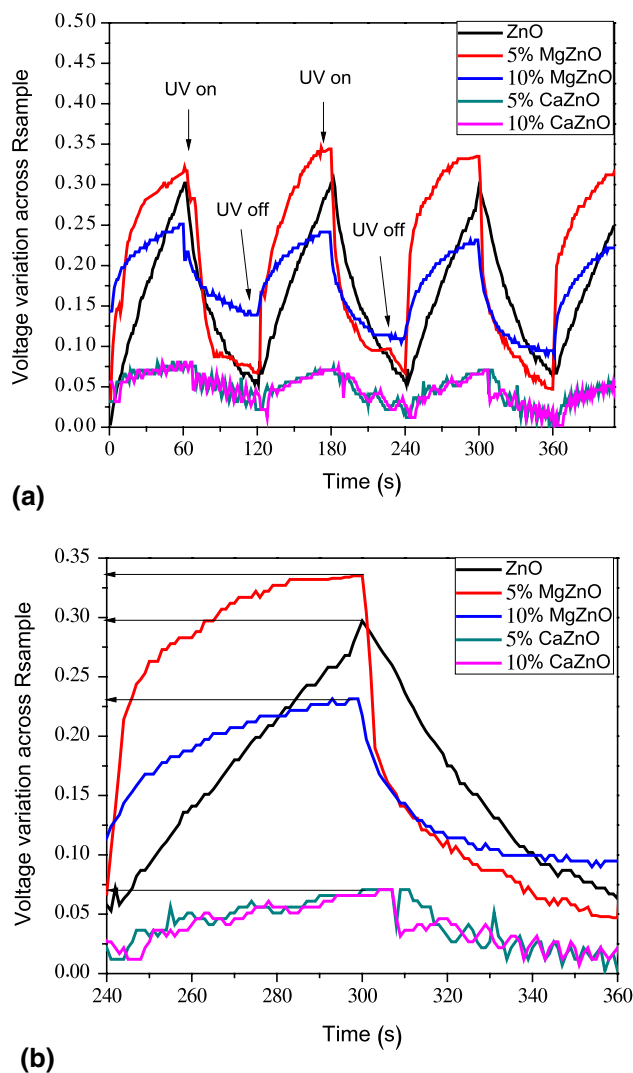 0.50
0.45
0.40
0.35
0.30
0.25
0.20
0.15
0.10
0.05
0.00
Voltage variation across Rsample
ZnO
5% MgZnO
10% MgZnO
5% CaZnO
10% CaZnO
UV on
UV on
UV off
UV off
0 60 120 180 240 300 360
Time (s)
(a)
0.35
0.30
0.25
0.20
0.15
0.10
0.05
0.00
Voltage variation across Rsample
ZnO
5% MgZnO
10% MgZnO
5% CaZnO
10% CaZnO
240 260 280 300 320 340 360
Time (s)
(b)